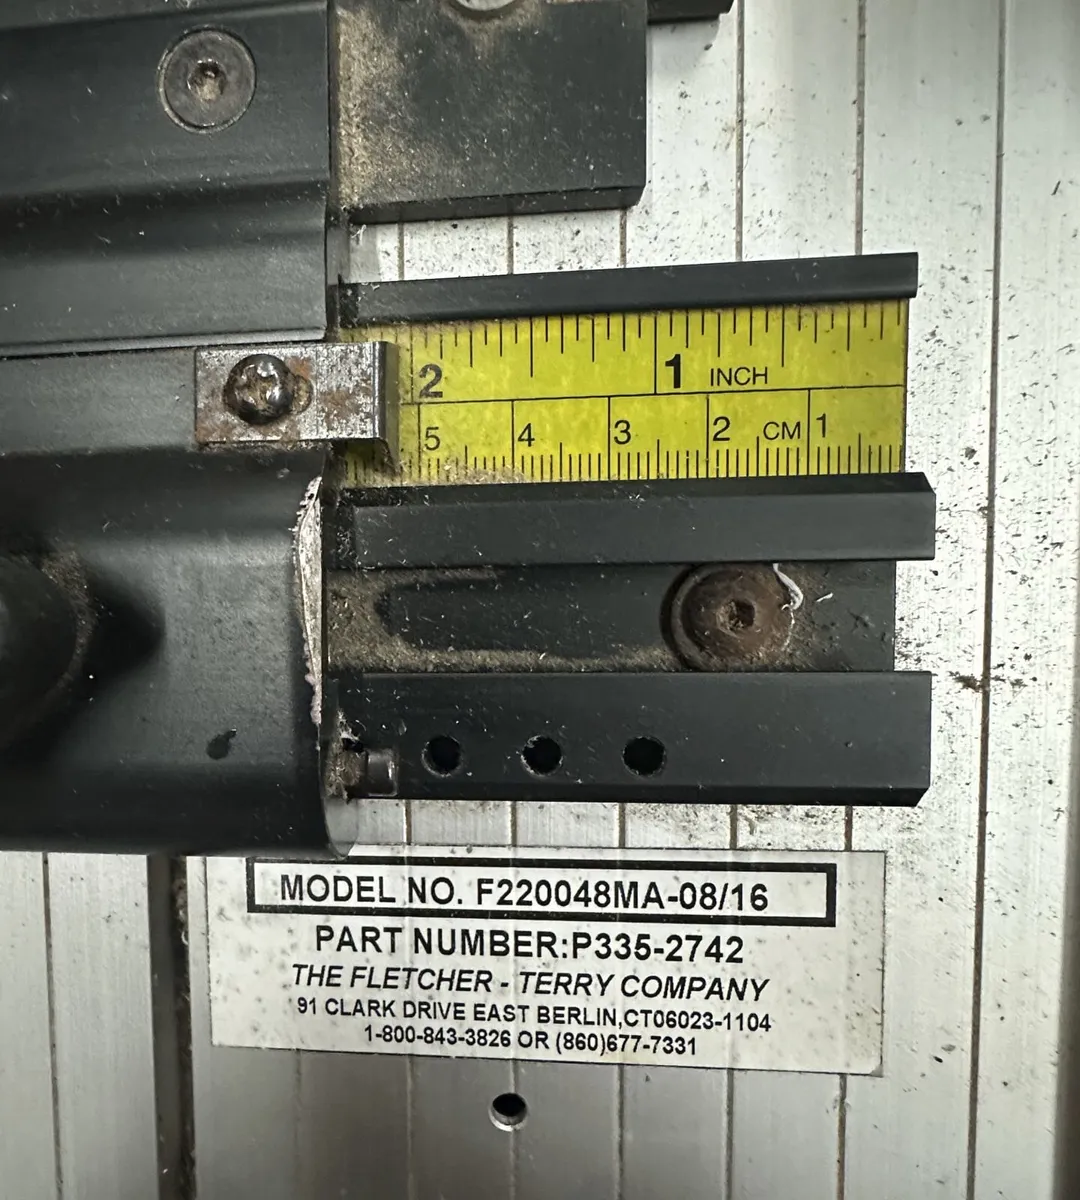 2 1 INCH
5 4 3 2 CM 1
MODEL NO. F220048MA-08/16
PART NUMBER:P335-2742
THE FLETCHER - TERRY COMPANY
91 CLARK DRIVE EAST BERLIN,CT06023-1104
1-800-843-3826 OR (860)677-7331